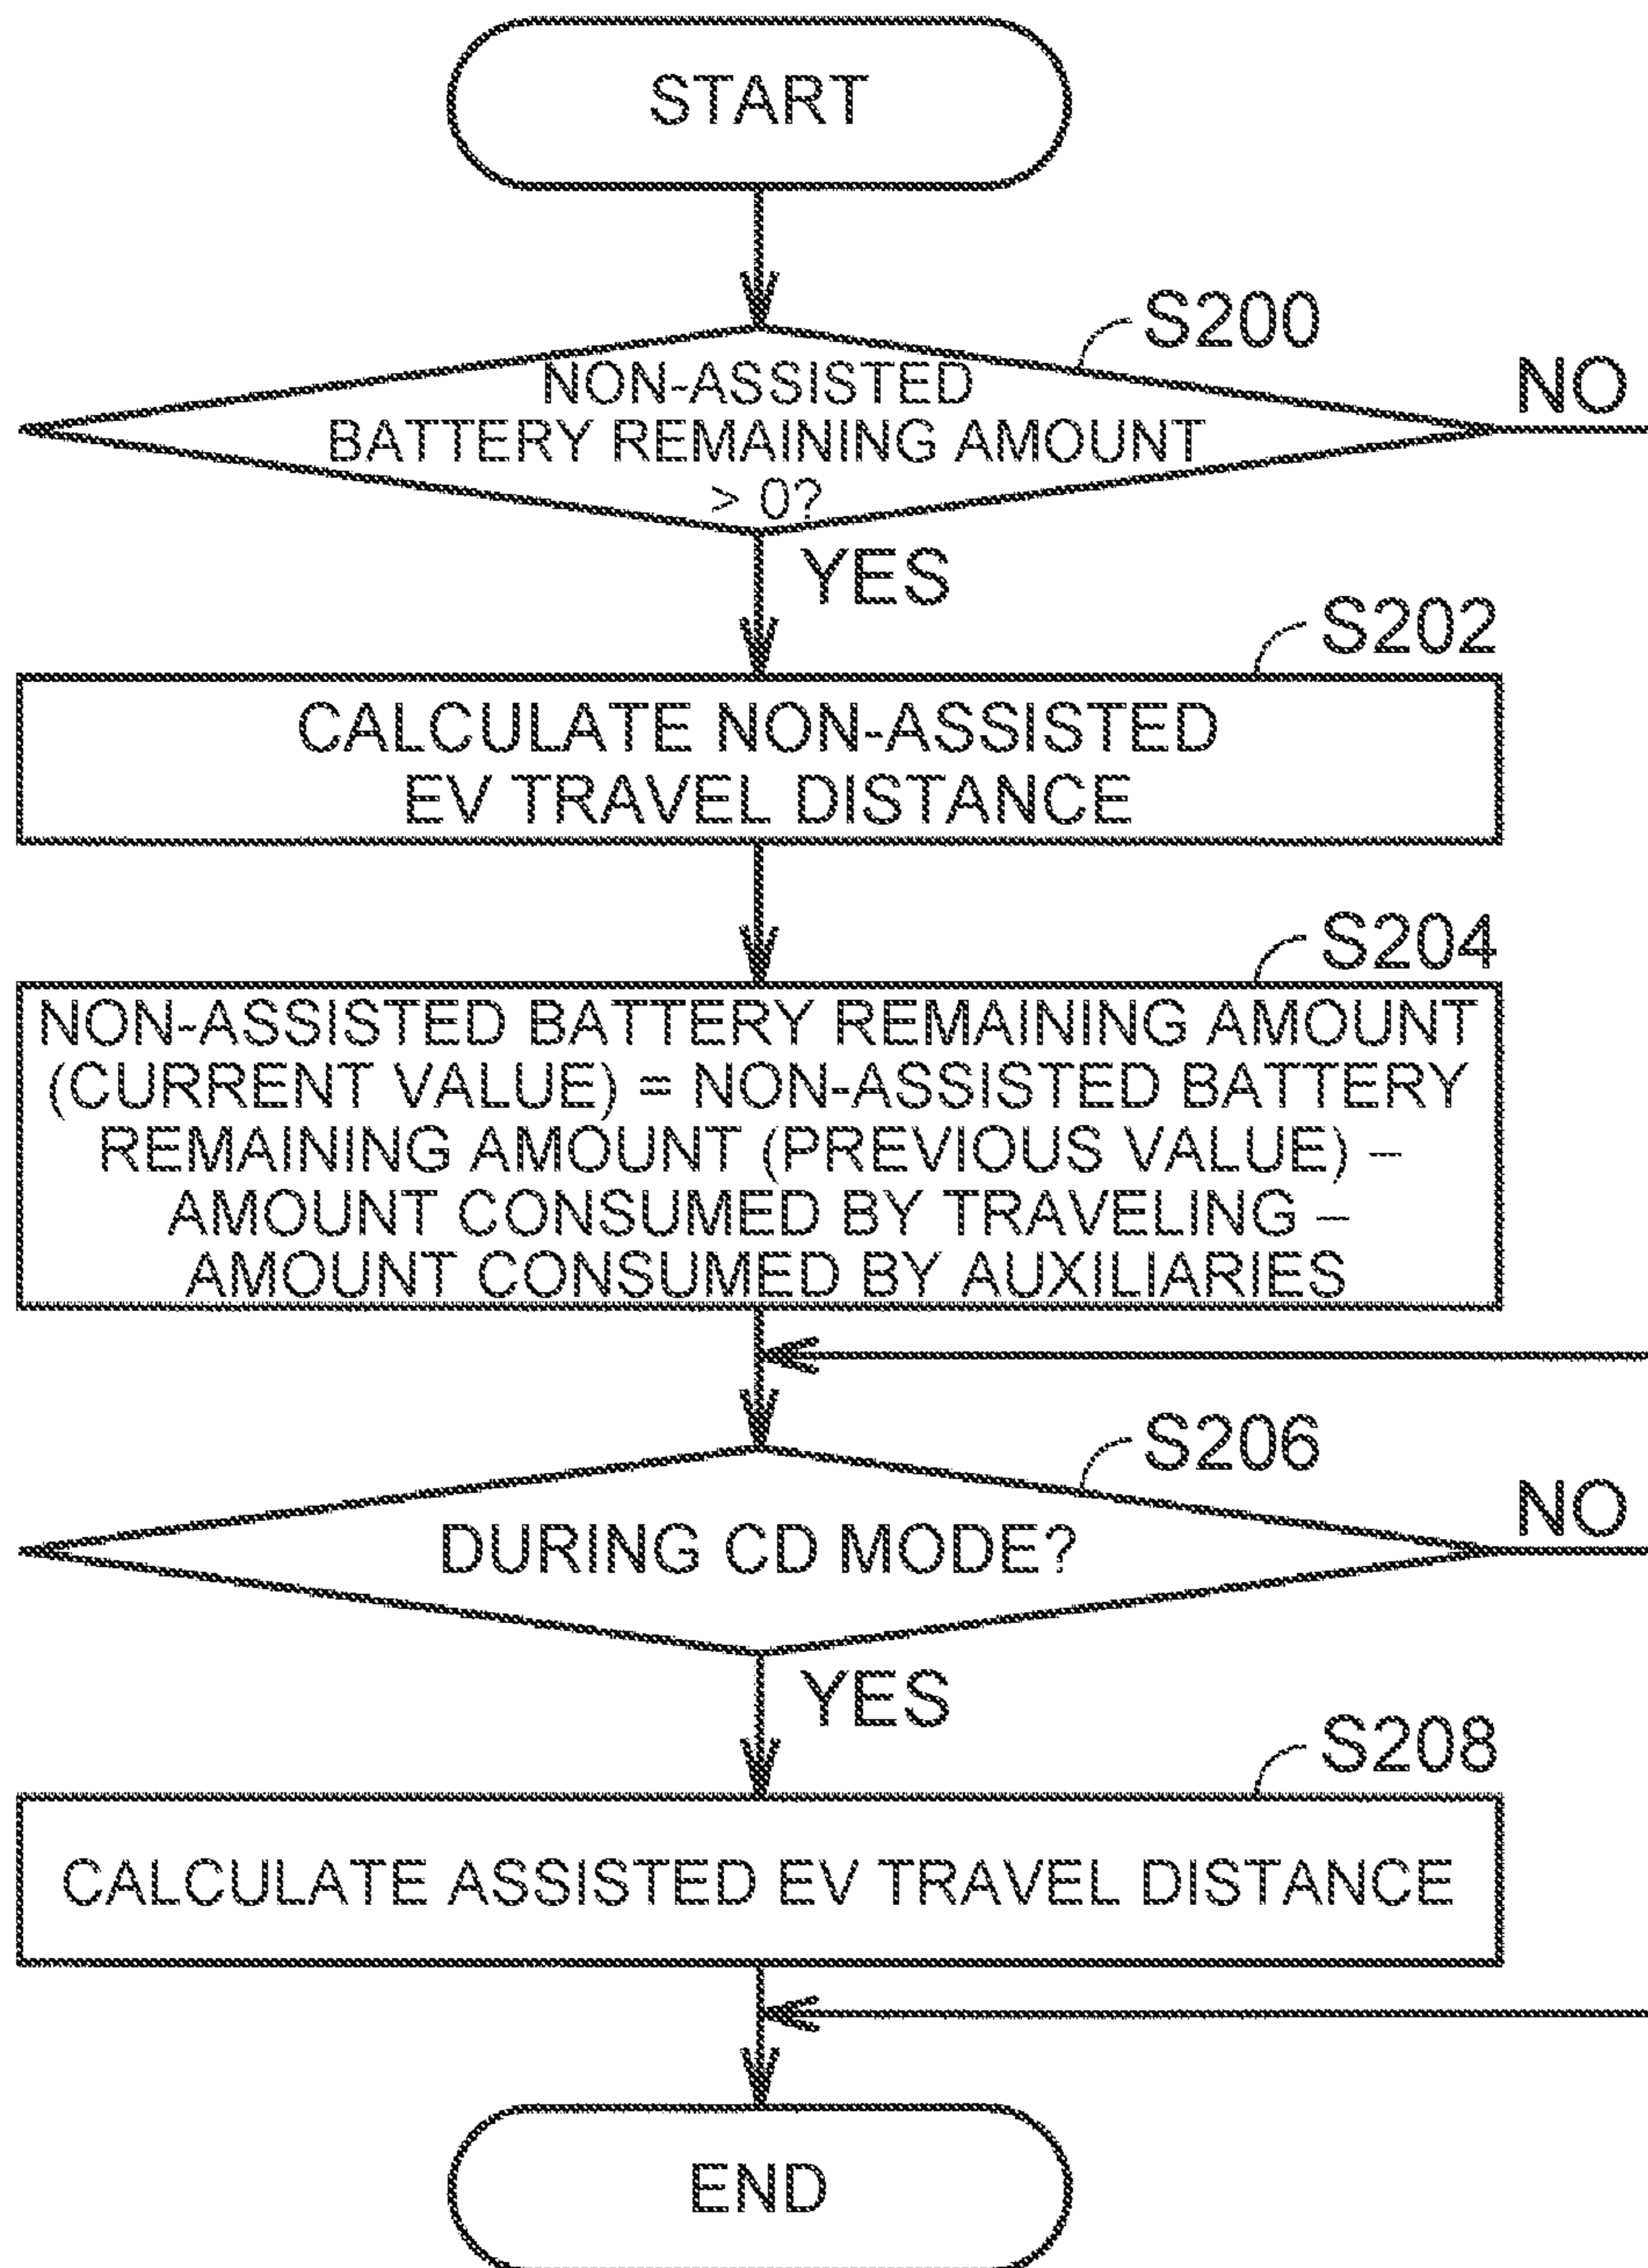 START
S200
NO
NON-ASSISTED
BATTERY REMAINING AMOUNT
> 0?
YES
S202
CALCULATE NON-ASSISTED
EV TRAVEL DISTANCE
S204
NON-ASSISTED BATTERY REMAINING AMOUNT
(CURRENT VALUE) = NON-ASSISTED BATTERY
REMAINING AMOUNT (PREVIOUS VALUE) –
AMOUNT CONSUMED BY TRAVELING –
AMOUNT CONSUMED BY AUXILIARIES
S206
NO
DURING CD MODE?
YES
S208
CALCULATE ASSISTED EV TRAVEL DISTANCE
END